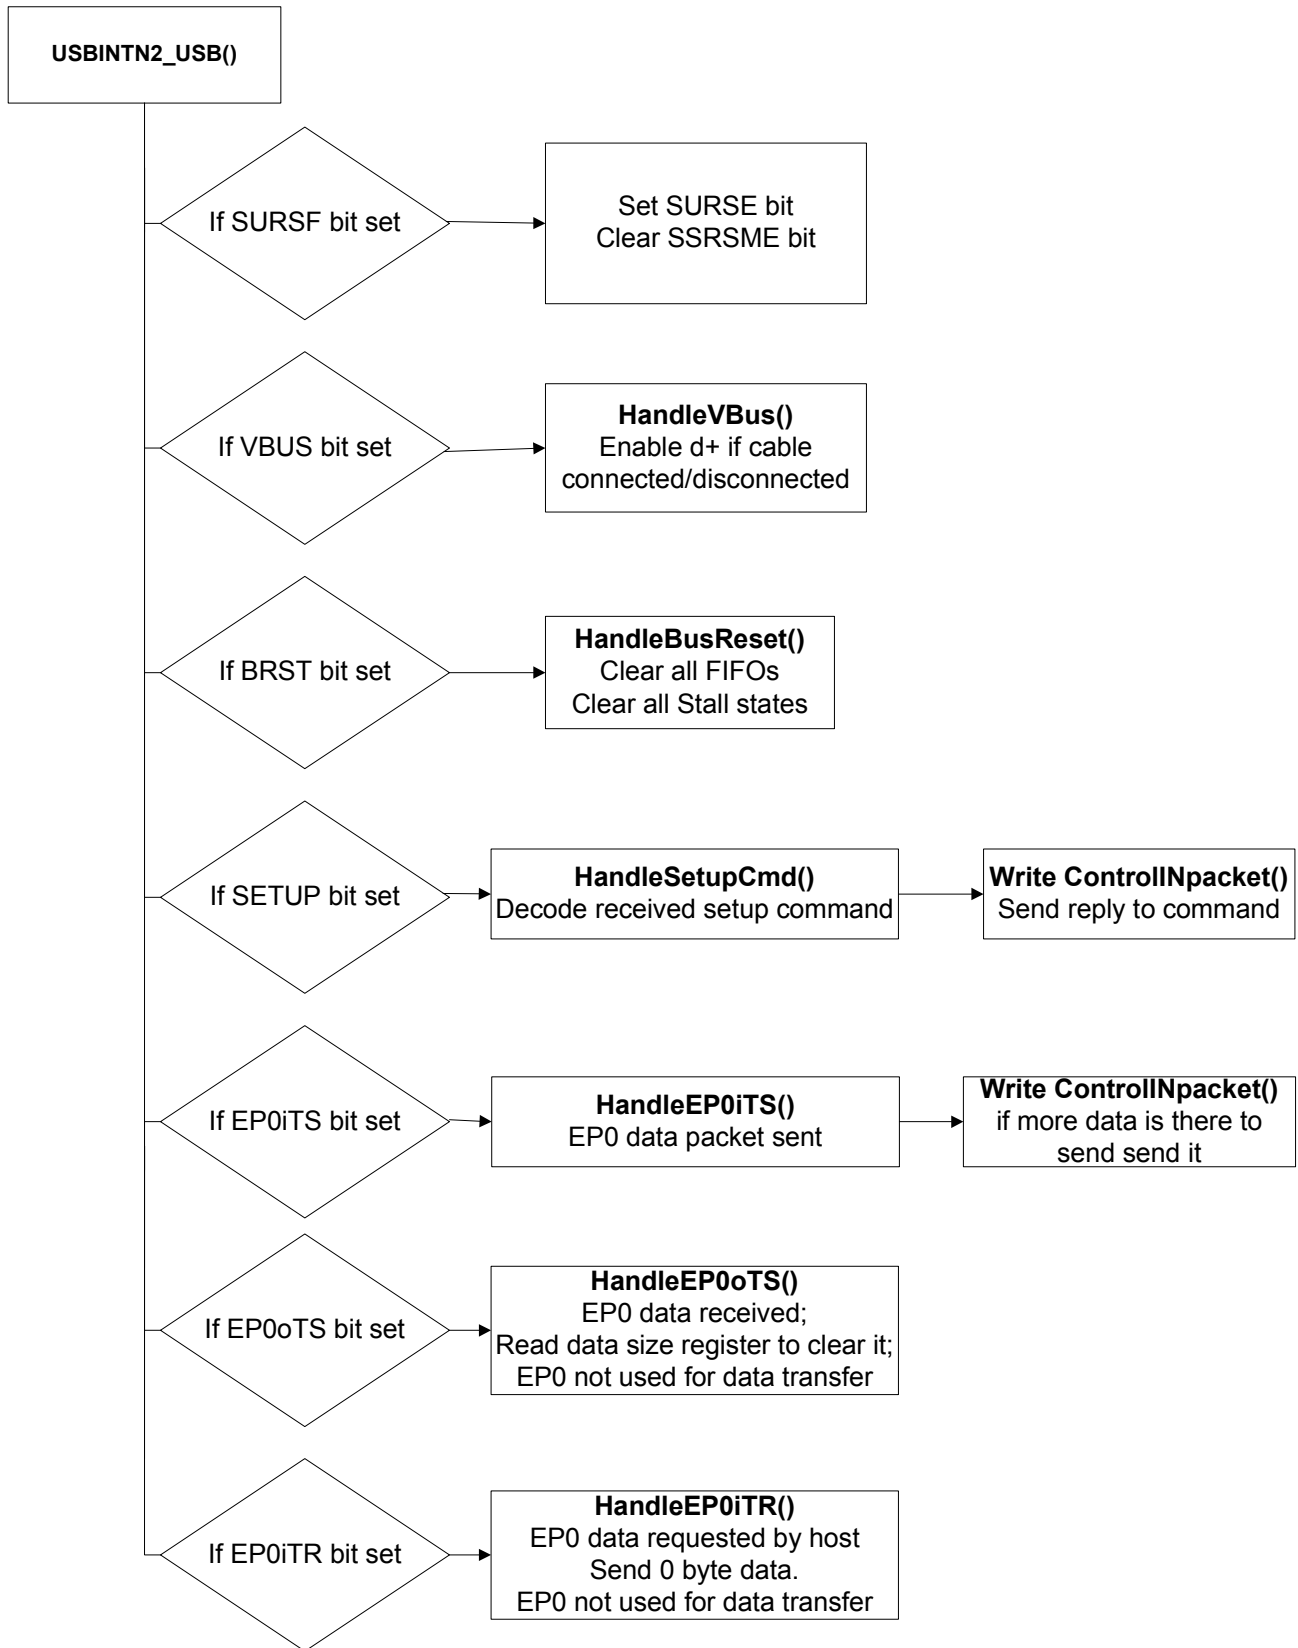 USBINTN2_USB()
If SURSF bit set
Set SURSE bit
Clear SSRSME bit
If VBUS bit set
HandleVBus()
Enable d+ if cable
connected/disconnected
If BRST bit set
HandleBusReset()
Clear all FIFOs
Clear all Stall states
If SETUP bit set
HandleSetupCmd()
Decode received setup command
Write ControlINpacket()
Send reply to command
If EP0iTS bit set
HandleEP0iTS()
EP0 data packet sent
Write ControlINpacket()
if more data is there to
send send it
If EP0oTS bit set
HandleEP0oTS()
EP0 data received;
Read data size register to clear it;
EP0 not used for data transfer
If EP0iTR bit set
HandleEP0iTR()
EP0 data requested by host
Send 0 byte data.
EP0 not used for data transfer